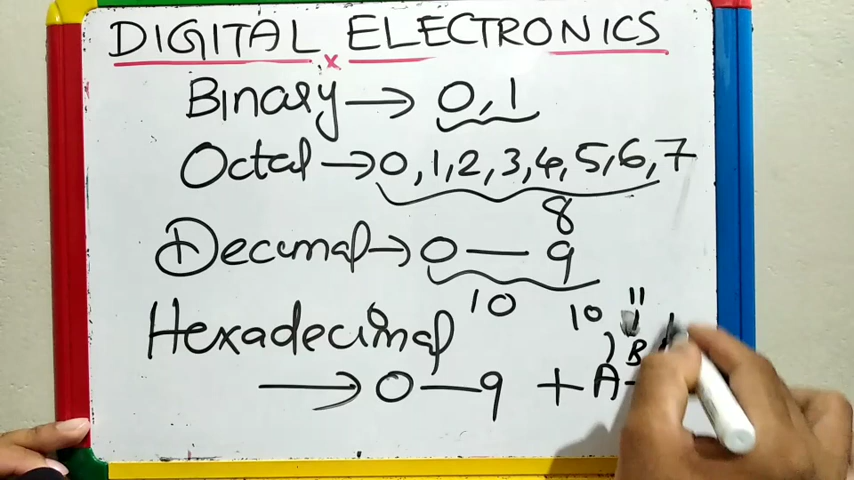 DIGITAL ELECTRONICS
x
Binary → 0, 1
Octal → 0, 1, 2, 3, 4, 5, 6, 7
8
Decimal → 0 — 9
10
10 11
Hexadecimal
B
→ 0 — 9 + A -